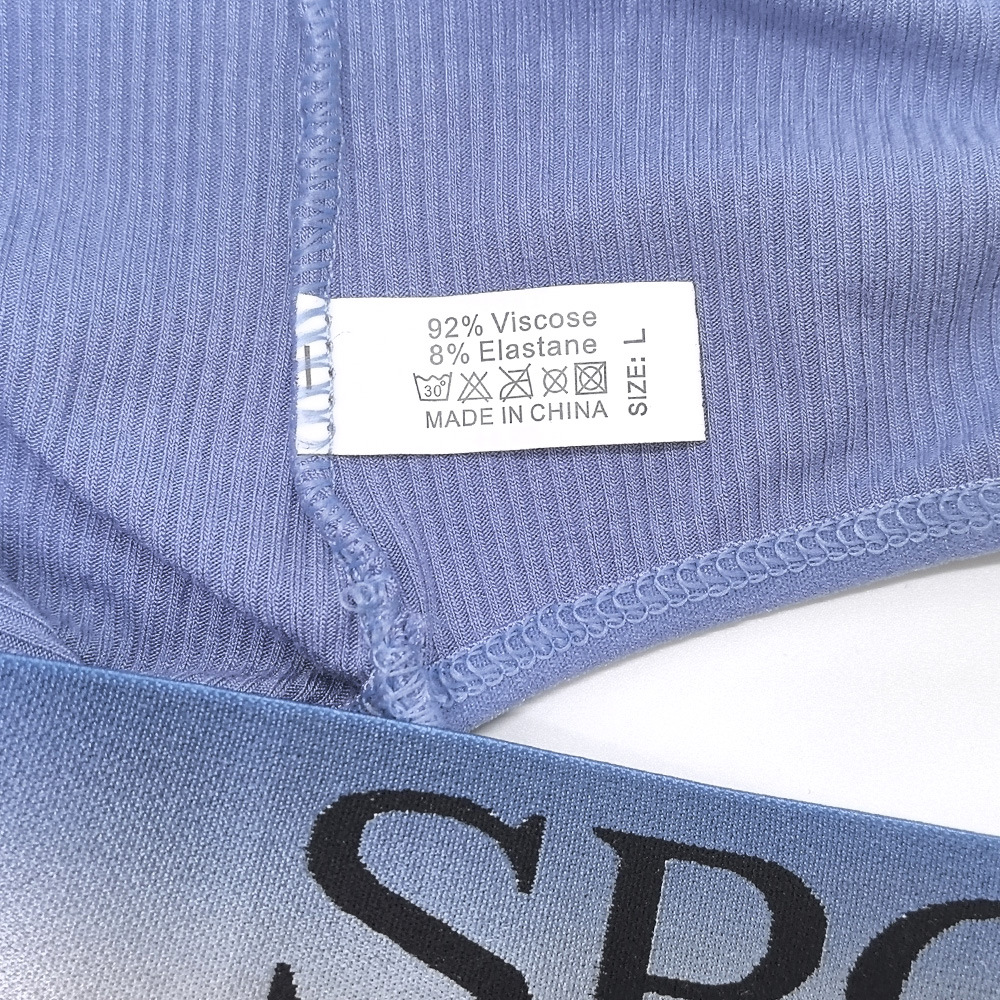 92% Viscose
8% Elastane
30°
MADE IN CHINA
SIZE: L
SPO